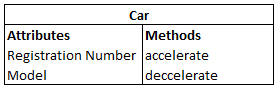 Car
Attributes Methods
Registration Number accelerate
Model deccelerate